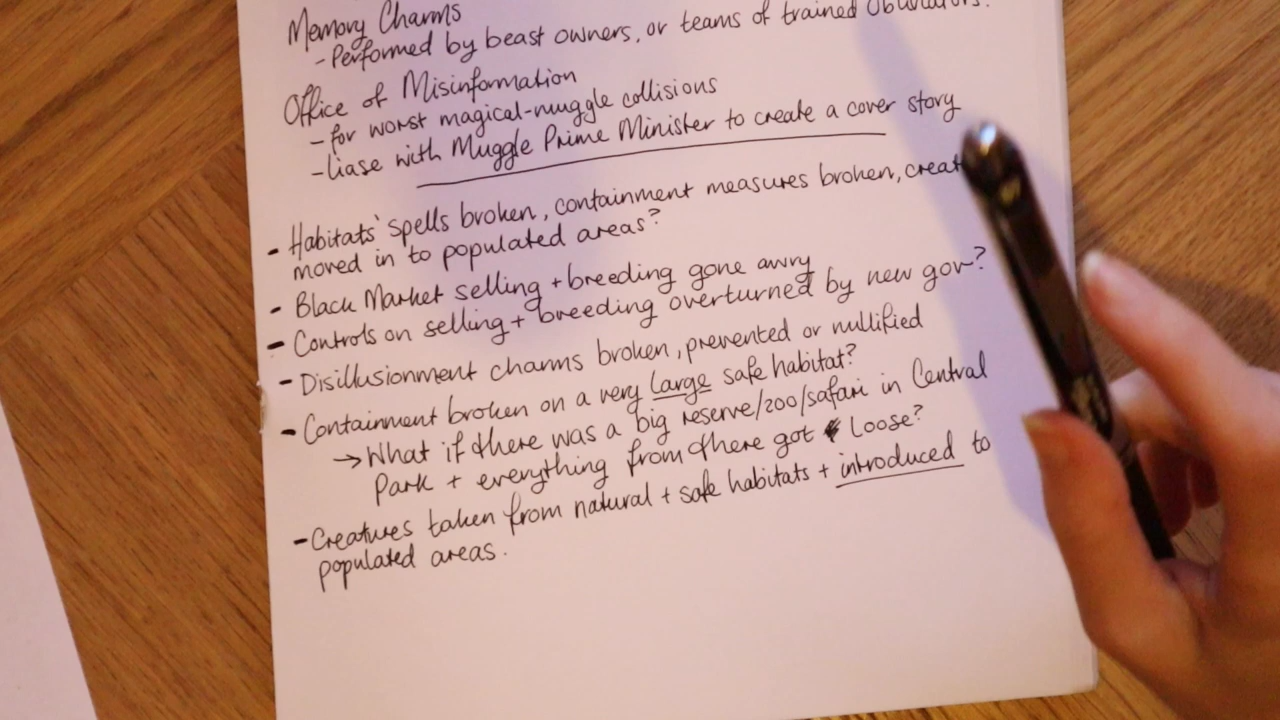 Memory Charms
- Performed by beast owners, or teams of trained
Office of Misinformation
- for worst magical-muggle collisions
- liase with Muggle Prime Minister to create a cover story
- Habitats' spells broken, containment measures broken,
moved in to populated areas?
- Black Market selling + breeding gone awry
- Controls on selling + breeding overturned by new gov?
- Disillusionment charms broken, prevented or nullified
- Containment broken on a very large safe habitat?
→ What if there was a big reserve/zoo/safari in Central
Park + everything from there got loose?
- Creatures taken from natural + safe habitats + introduced to
populated areas.